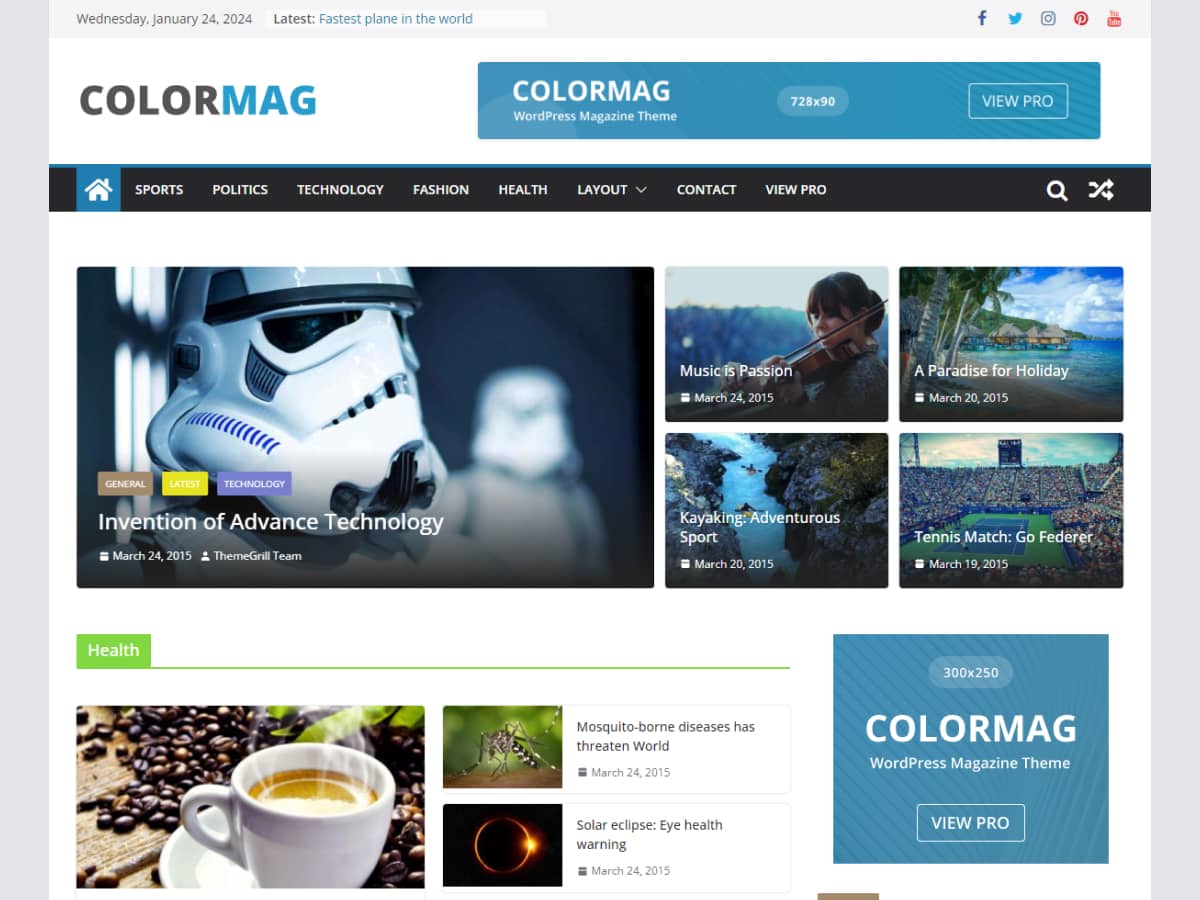 Wednesday, January 24, 2024
Latest: Fastest plane in the world
You
Tube
COLORMAG
COLORMAG
WordPress Magazine Theme
728x90
VIEW PRO
SPORTS
POLITICS
TECHNOLOGY
FASHION
HEALTH
LAYOUT
CONTACT
VIEW PRO
GENERAL
LATEST
TECHNOLOGY
Invention of Advance Technology
March 24, 2015
ThemeGrill Team
Music is Passion
March 24, 2015
A Paradise for Holiday
March 20, 2015
Kayaking: Adventurous
Sport
March 20, 2015
Tennis Match: Go Federer
March 19, 2015
Health
Mosquito-borne diseases has
threaten World
March 24, 2015
Solar eclipse: Eye health
warning
March 24, 2015
300x250
COLORMAG
WordPress Magazine Theme
VIEW PRO